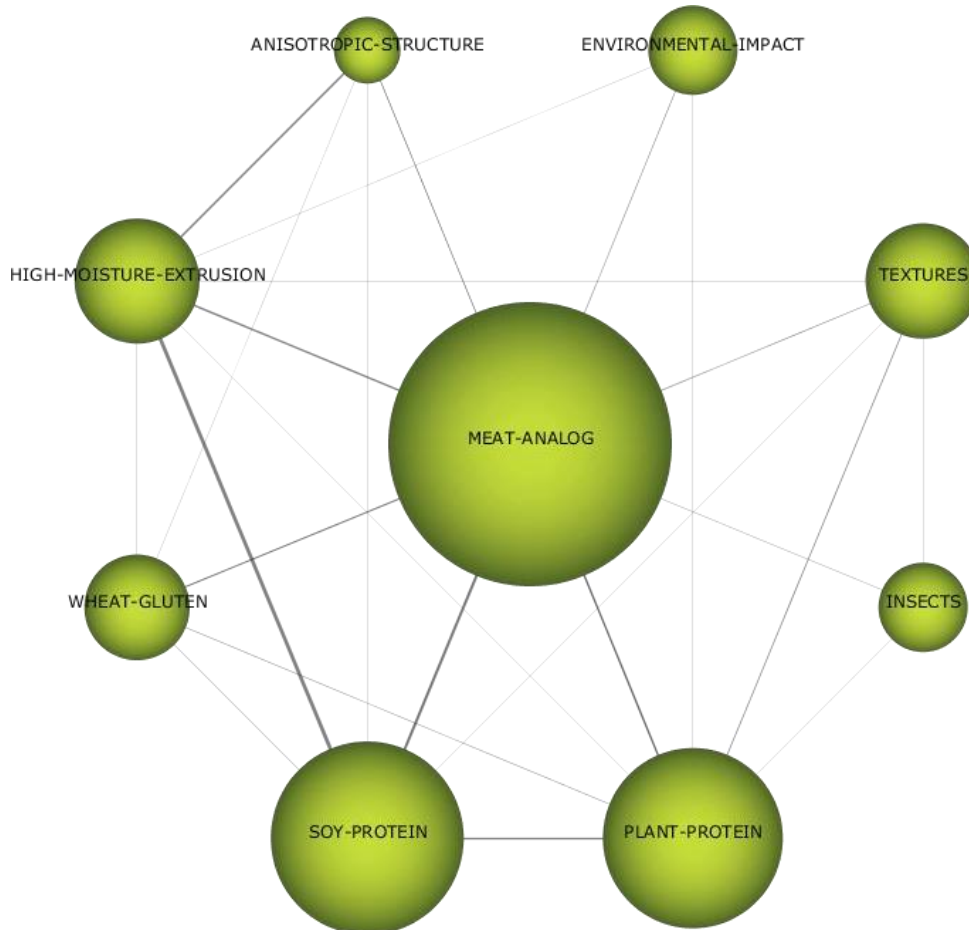 ANISOTROPIC-STRUCTURE
ENVIRONMENTAL-IMPACT
HIGH-MOISTURE-EXTRUSION
TEXTURES
MEAT-ANALOG
WHEAT-GLUTEN
INSECTS
SOY-PROTEIN
PLANT-PROTEIN